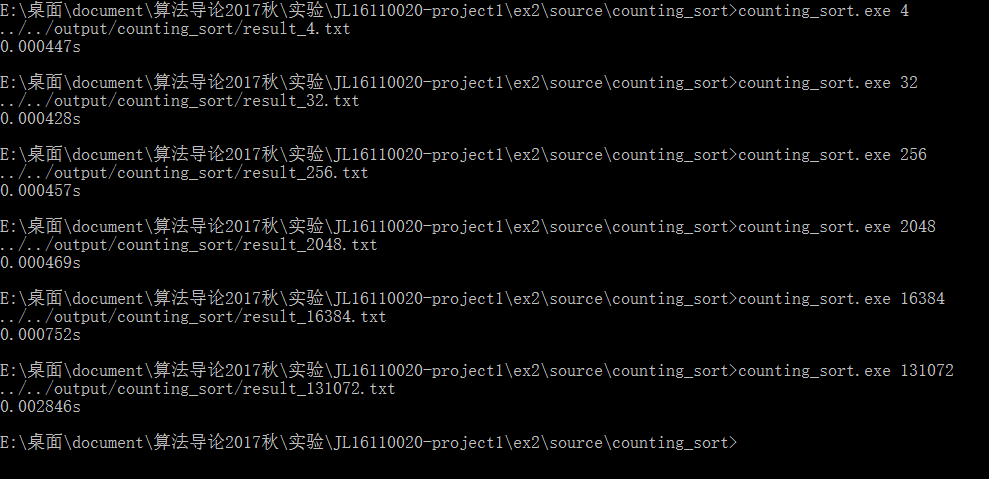 E:\桌面\document\算法导论2017秋\实验\JL16110020-project1\ex2\source\counting_sort>counting_sort.exe 4
../../output/counting_sort/result_4.txt
0.000447s
E:\桌面\document\算法导论2017秋\实验\JL16110020-project1\ex2\source\counting_sort>counting_sort.exe 32
../../output/counting_sort/result_32.txt
0.000428s
E:\桌面\document\算法导论2017秋\实验\JL16110020-project1\ex2\source\counting_sort>counting_sort.exe 256
../../output/counting_sort/result_256.txt
0.000457s
E:\桌面\document\算法导论2017秋\实验\JL16110020-project1\ex2\source\counting_sort>counting_sort.exe 2048
../../output/counting_sort/result_2048.txt
0.000469s
E:\桌面\document\算法导论2017秋\实验\JL16110020-project1\ex2\source\counting_sort>counting_sort.exe 16384
../../output/counting_sort/result_16384.txt
0.000752s
E:\桌面\document\算法导论2017秋\实验\JL16110020-project1\ex2\source\counting_sort>counting_sort.exe 131072
../../output/counting_sort/result_131072.txt
0.002846s
E:\桌面\document\算法导论2017秋\实验\JL16110020-project1\ex2\source\counting_sort>